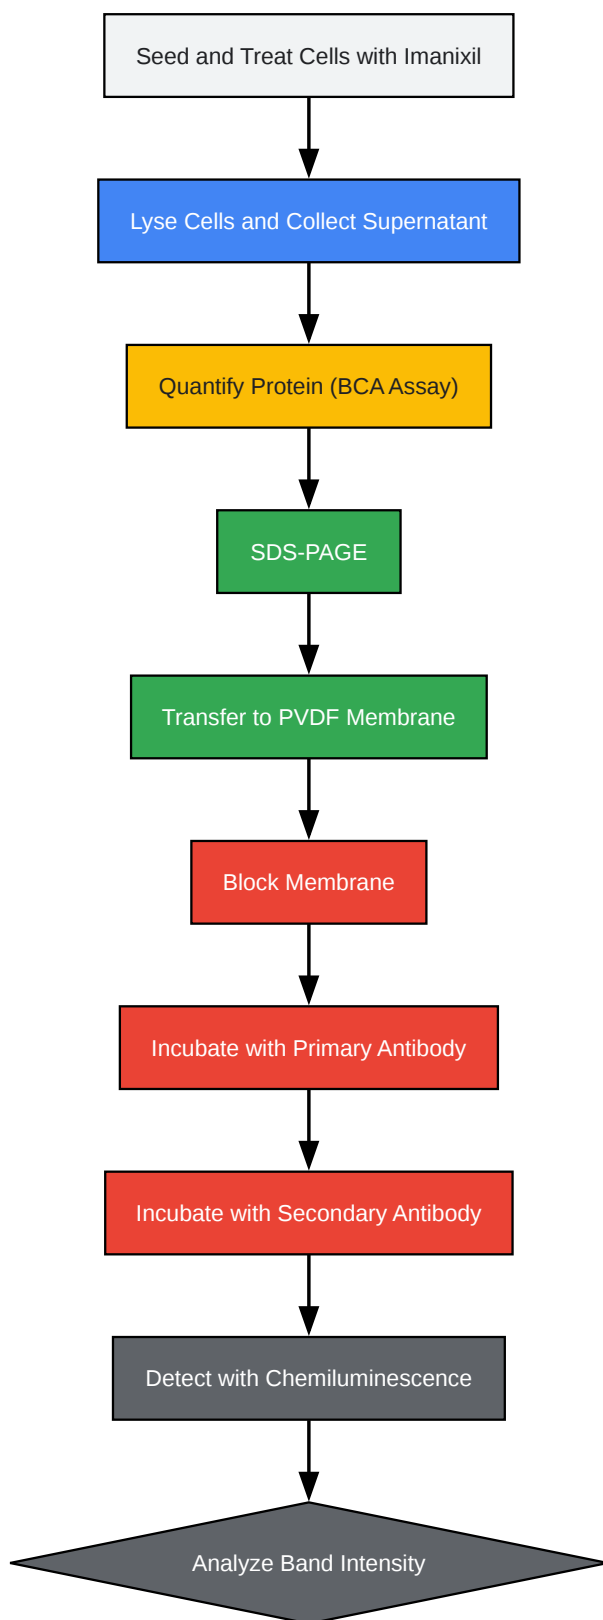 Seed and Treat Cells with Imanixil
Lyse Cells and Collect Supernatant
Quantify Protein (BCA Assay)
SDS-PAGE
Transfer to PVDF Membrane
Block Membrane
Incubate with Primary Antibody
Incubate with Secondary Antibody
Detect with Chemiluminescence
Analyze Band Intensity